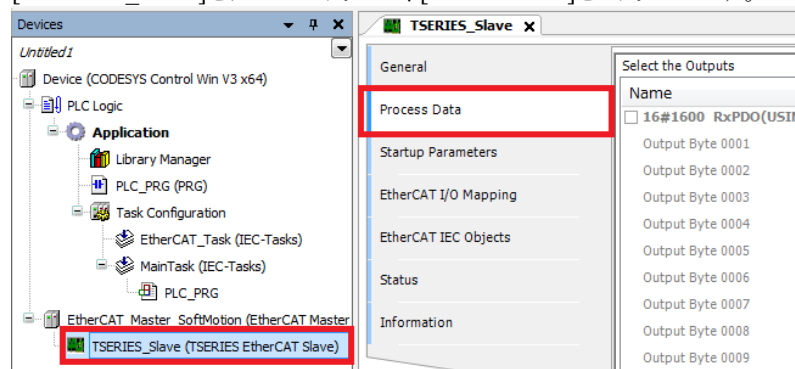 Devices
Untitled1
Device (CODESYS Control Win V3 x64)
PLC Logic
Application
Library Manager
PLC_PRG (PRG)
Task Configuration
EtherCAT_Task (IEC-Tasks)
MainTask (IEC-Tasks)
PLC_PRG
EtherCAT_Master_SoftMotion (EtherCAT Master
TSERIES_Slave (TSERIES EtherCAT Slave)
TSERIES_Slave
General
Process Data
Startup Parameters
EtherCAT I/O Mapping
EtherCAT IEC Objects
Status
Information
Select the Outputs
Name
16#1600 RxPDO(USI
Output Byte 0001
Output Byte 0002
Output Byte 0003
Output Byte 0004
Output Byte 0005
Output Byte 0006
Output Byte 0007
Output Byte 0008
Output Byte 0009